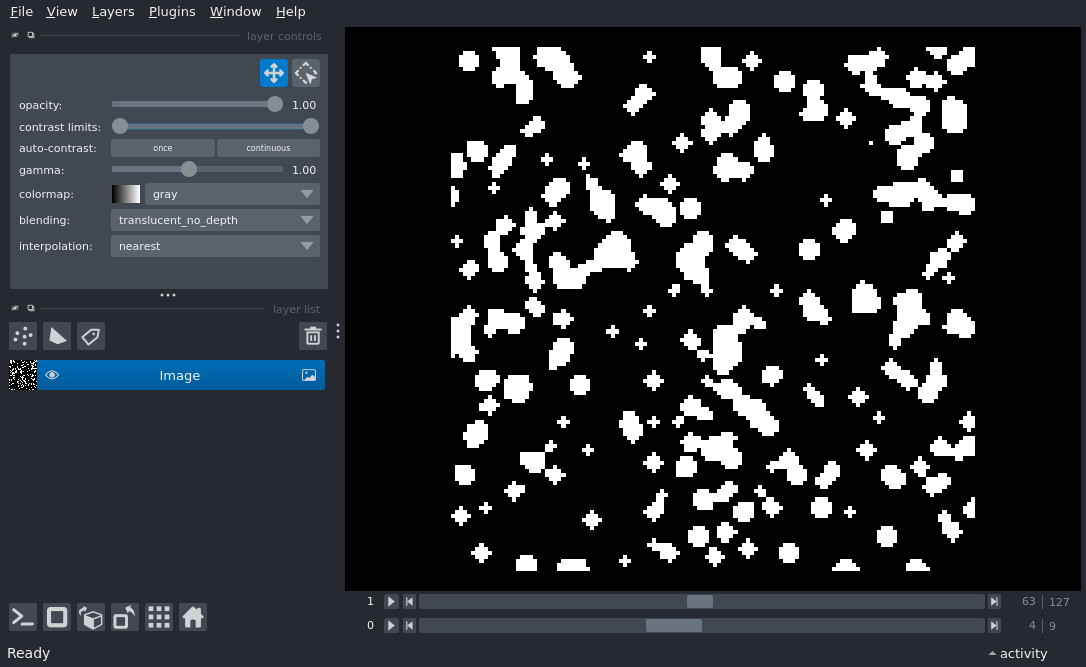 File View Layers Plugins Window Help
layer controls
opacity: 1.00
contrast limits:
auto-contrast: once continuous
gamma: 1.00
colormap: gray
blending: translucent_no_depth
interpolation: nearest
layer list
Image
1 63 127
0 4 9
Ready activity